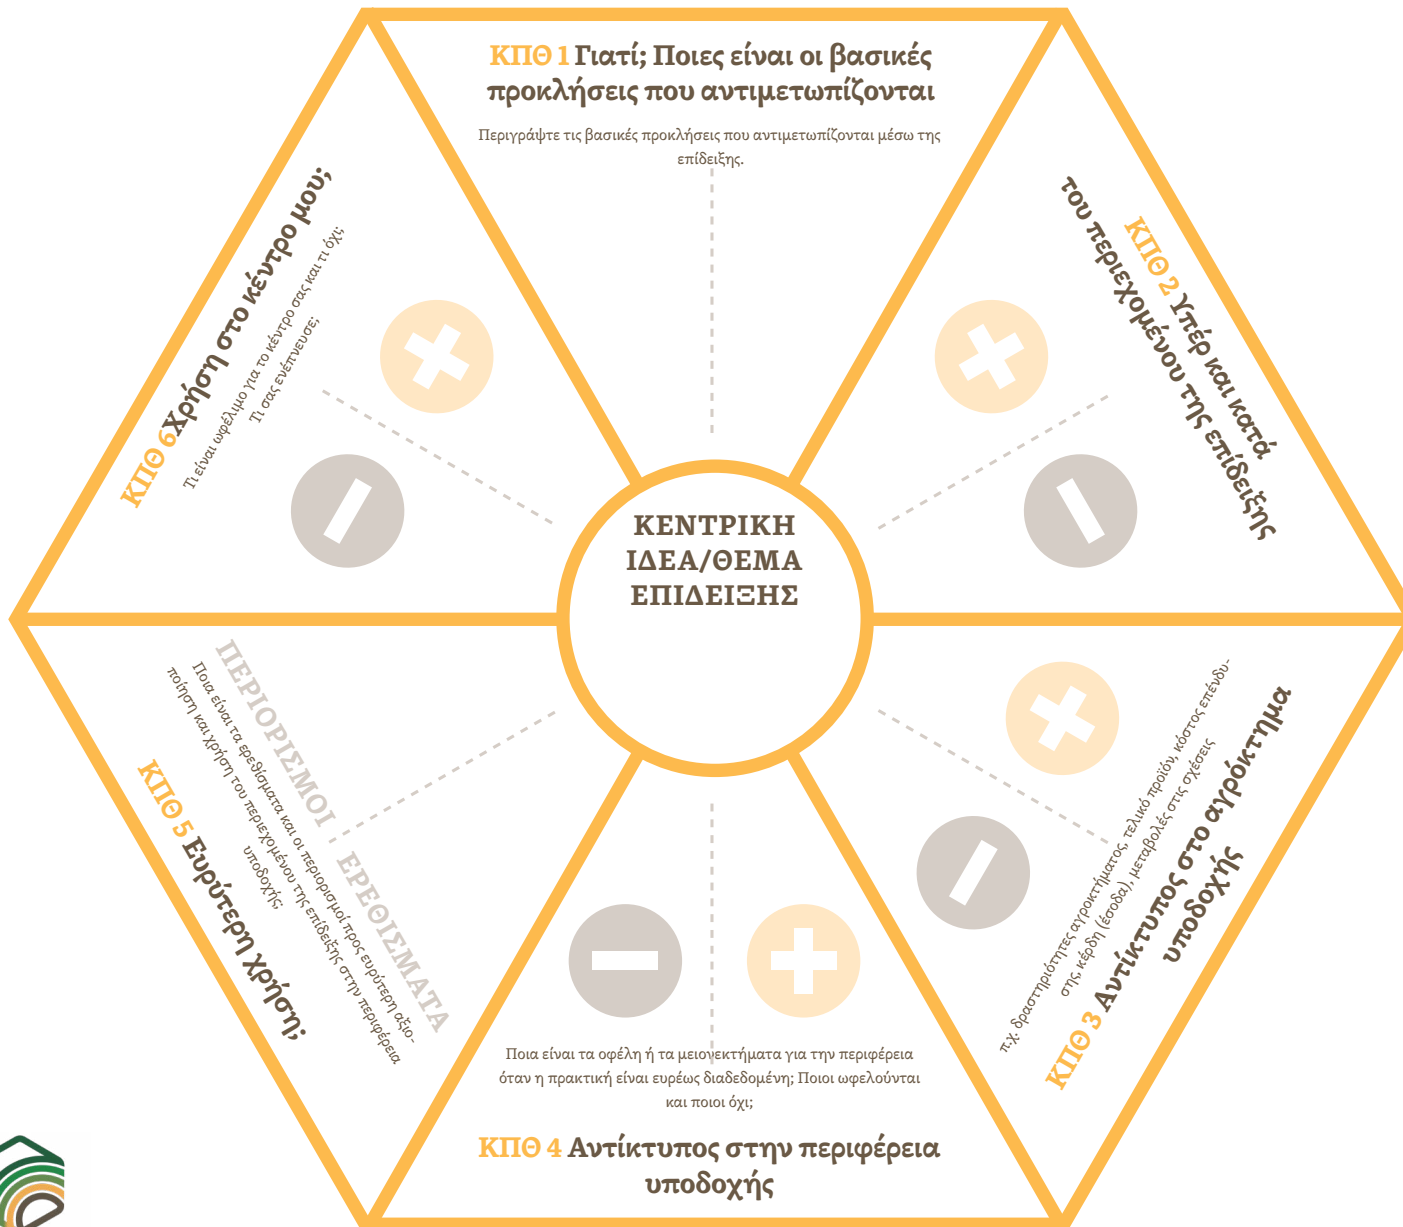 ΚΠΘ 1 Γιατί; Ποιες είναι οι βασικές
προκλήσεις που αντιμετωπίζονται
Περιγράψτε τις βασικές προκλήσεις που αντιμετωπίζονται μέσω της
επίδειξης.
ΚΠΘ 2 Υπέρ και κατά
του περιεχομένου της επίδειξης
π.χ. δραστηριότητες αγροκτήματος, τελικό προϊόν, κόστος επένδυ-
σης, κέρδη (έσοδα), μεταβολές στις σχέσεις
ΚΠΘ 3 Αντίκτυπος στο αγρόκτημα
υποδοχής
Ποια είναι τα οφέλη ή τα μειονεκτήματα για την περιφέρεια
όταν η πρακτική είναι ευρέως διαδεδομένη; Ποιοι ωφελούνται
και ποιοι όχι;
ΚΠΘ 4 Αντίκτυπος στην περιφέρεια
υποδοχής
ΠΕΡΙΟΡΙΣΜΟΙ ΕΡΕΘΙΣΜΑΤΑ
Ποια είναι τα ερεθίσματα και οι περιορισμοί προς ευρύτερη αξιο-
ποίηση και χρήση του περιεχομένου της επίδειξης στην περιφέρεια
υποδοχής;
ΚΠΘ 5 Ευρύτερη χρήση;
ΚΠΘ 6 Χρήση στο κέντρο μου;
Τι είναι ωφέλιμο για το κέντρο σας και τι όχι;
Τι σας ενέπνευσε;
ΚΕΝΤΡΙΚΗ
ΙΔΕΑ/ΘΕΜΑ
ΕΠΙΔΕΙΞΗΣ